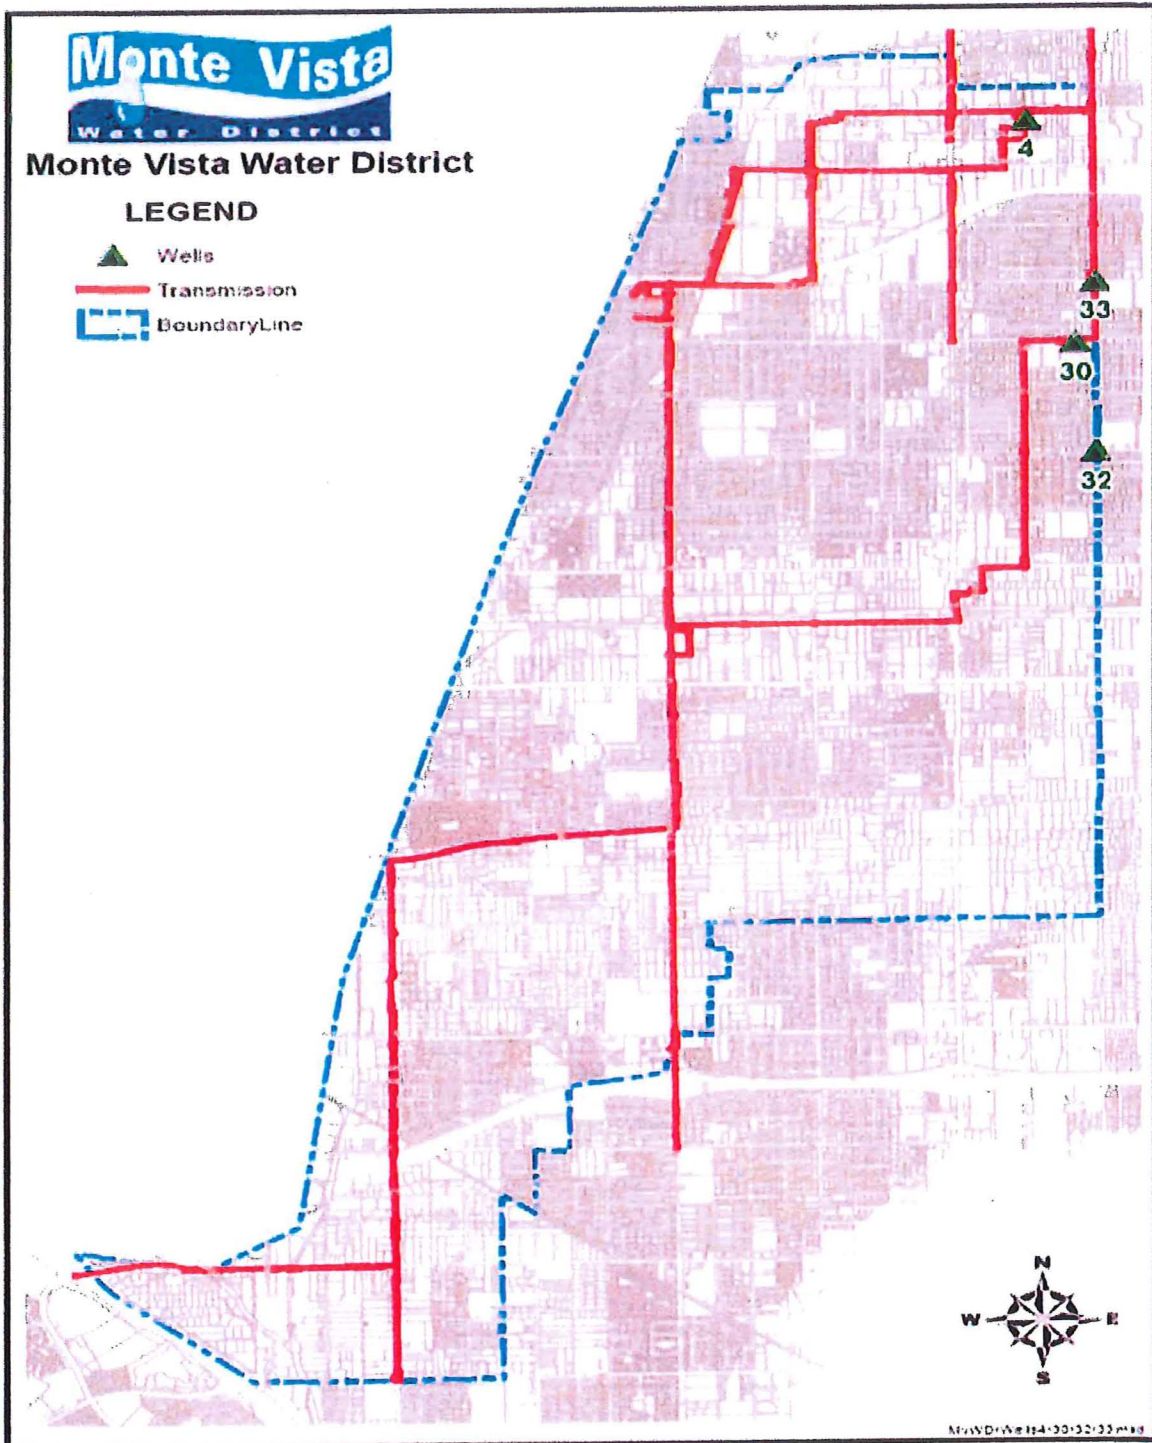 Monte Vista
Water District
Monte Vista Water District
LEGEND
Wells
Transmission
BoundaryLine
4
33
30
32
N
W E
S